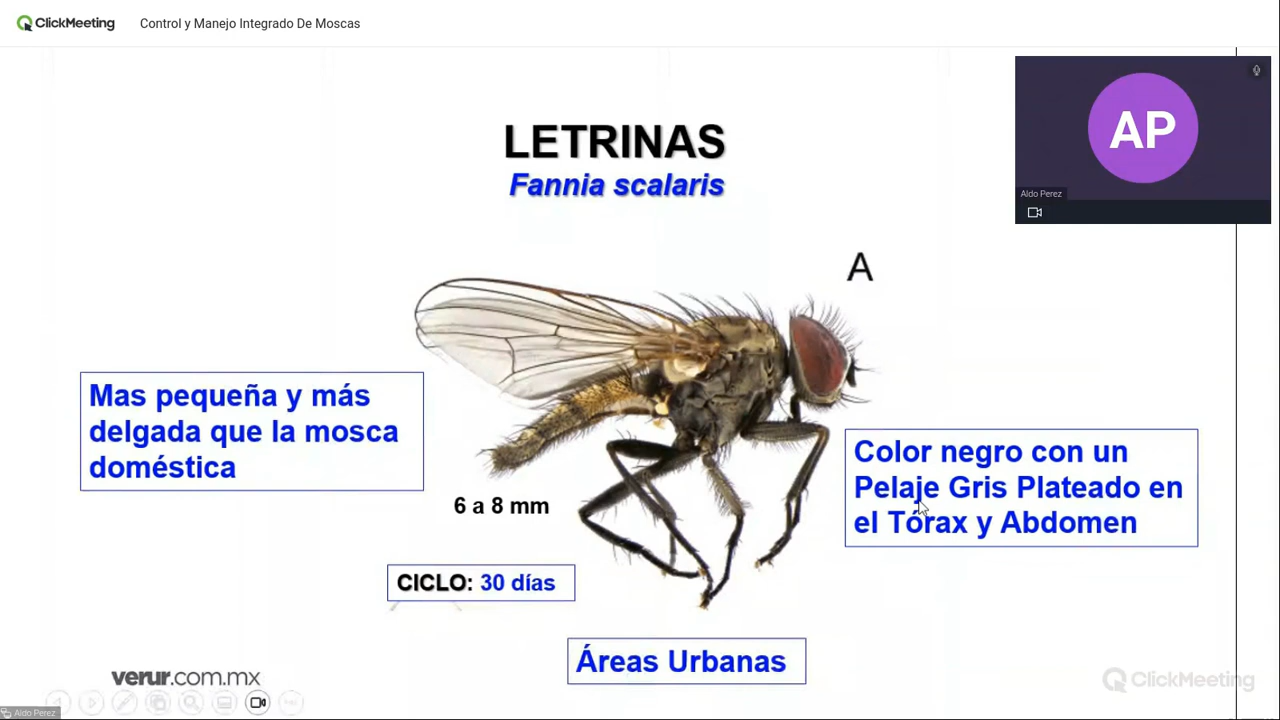 ClickMeeting Control y Manejo Integrado De Moscas
AP
Aldo Perez
LETRINAS
Fannia scalaris
A
Mas pequeña y más
delgada que la mosca
doméstica
Color negro con un
Pelaje Gris Plateado en
el Tórax y Abdomen
6 a 8 mm
CICLO: 30 días
Áreas Urbanas
verur.com.mx
ClickMeeting
Aldo Perez